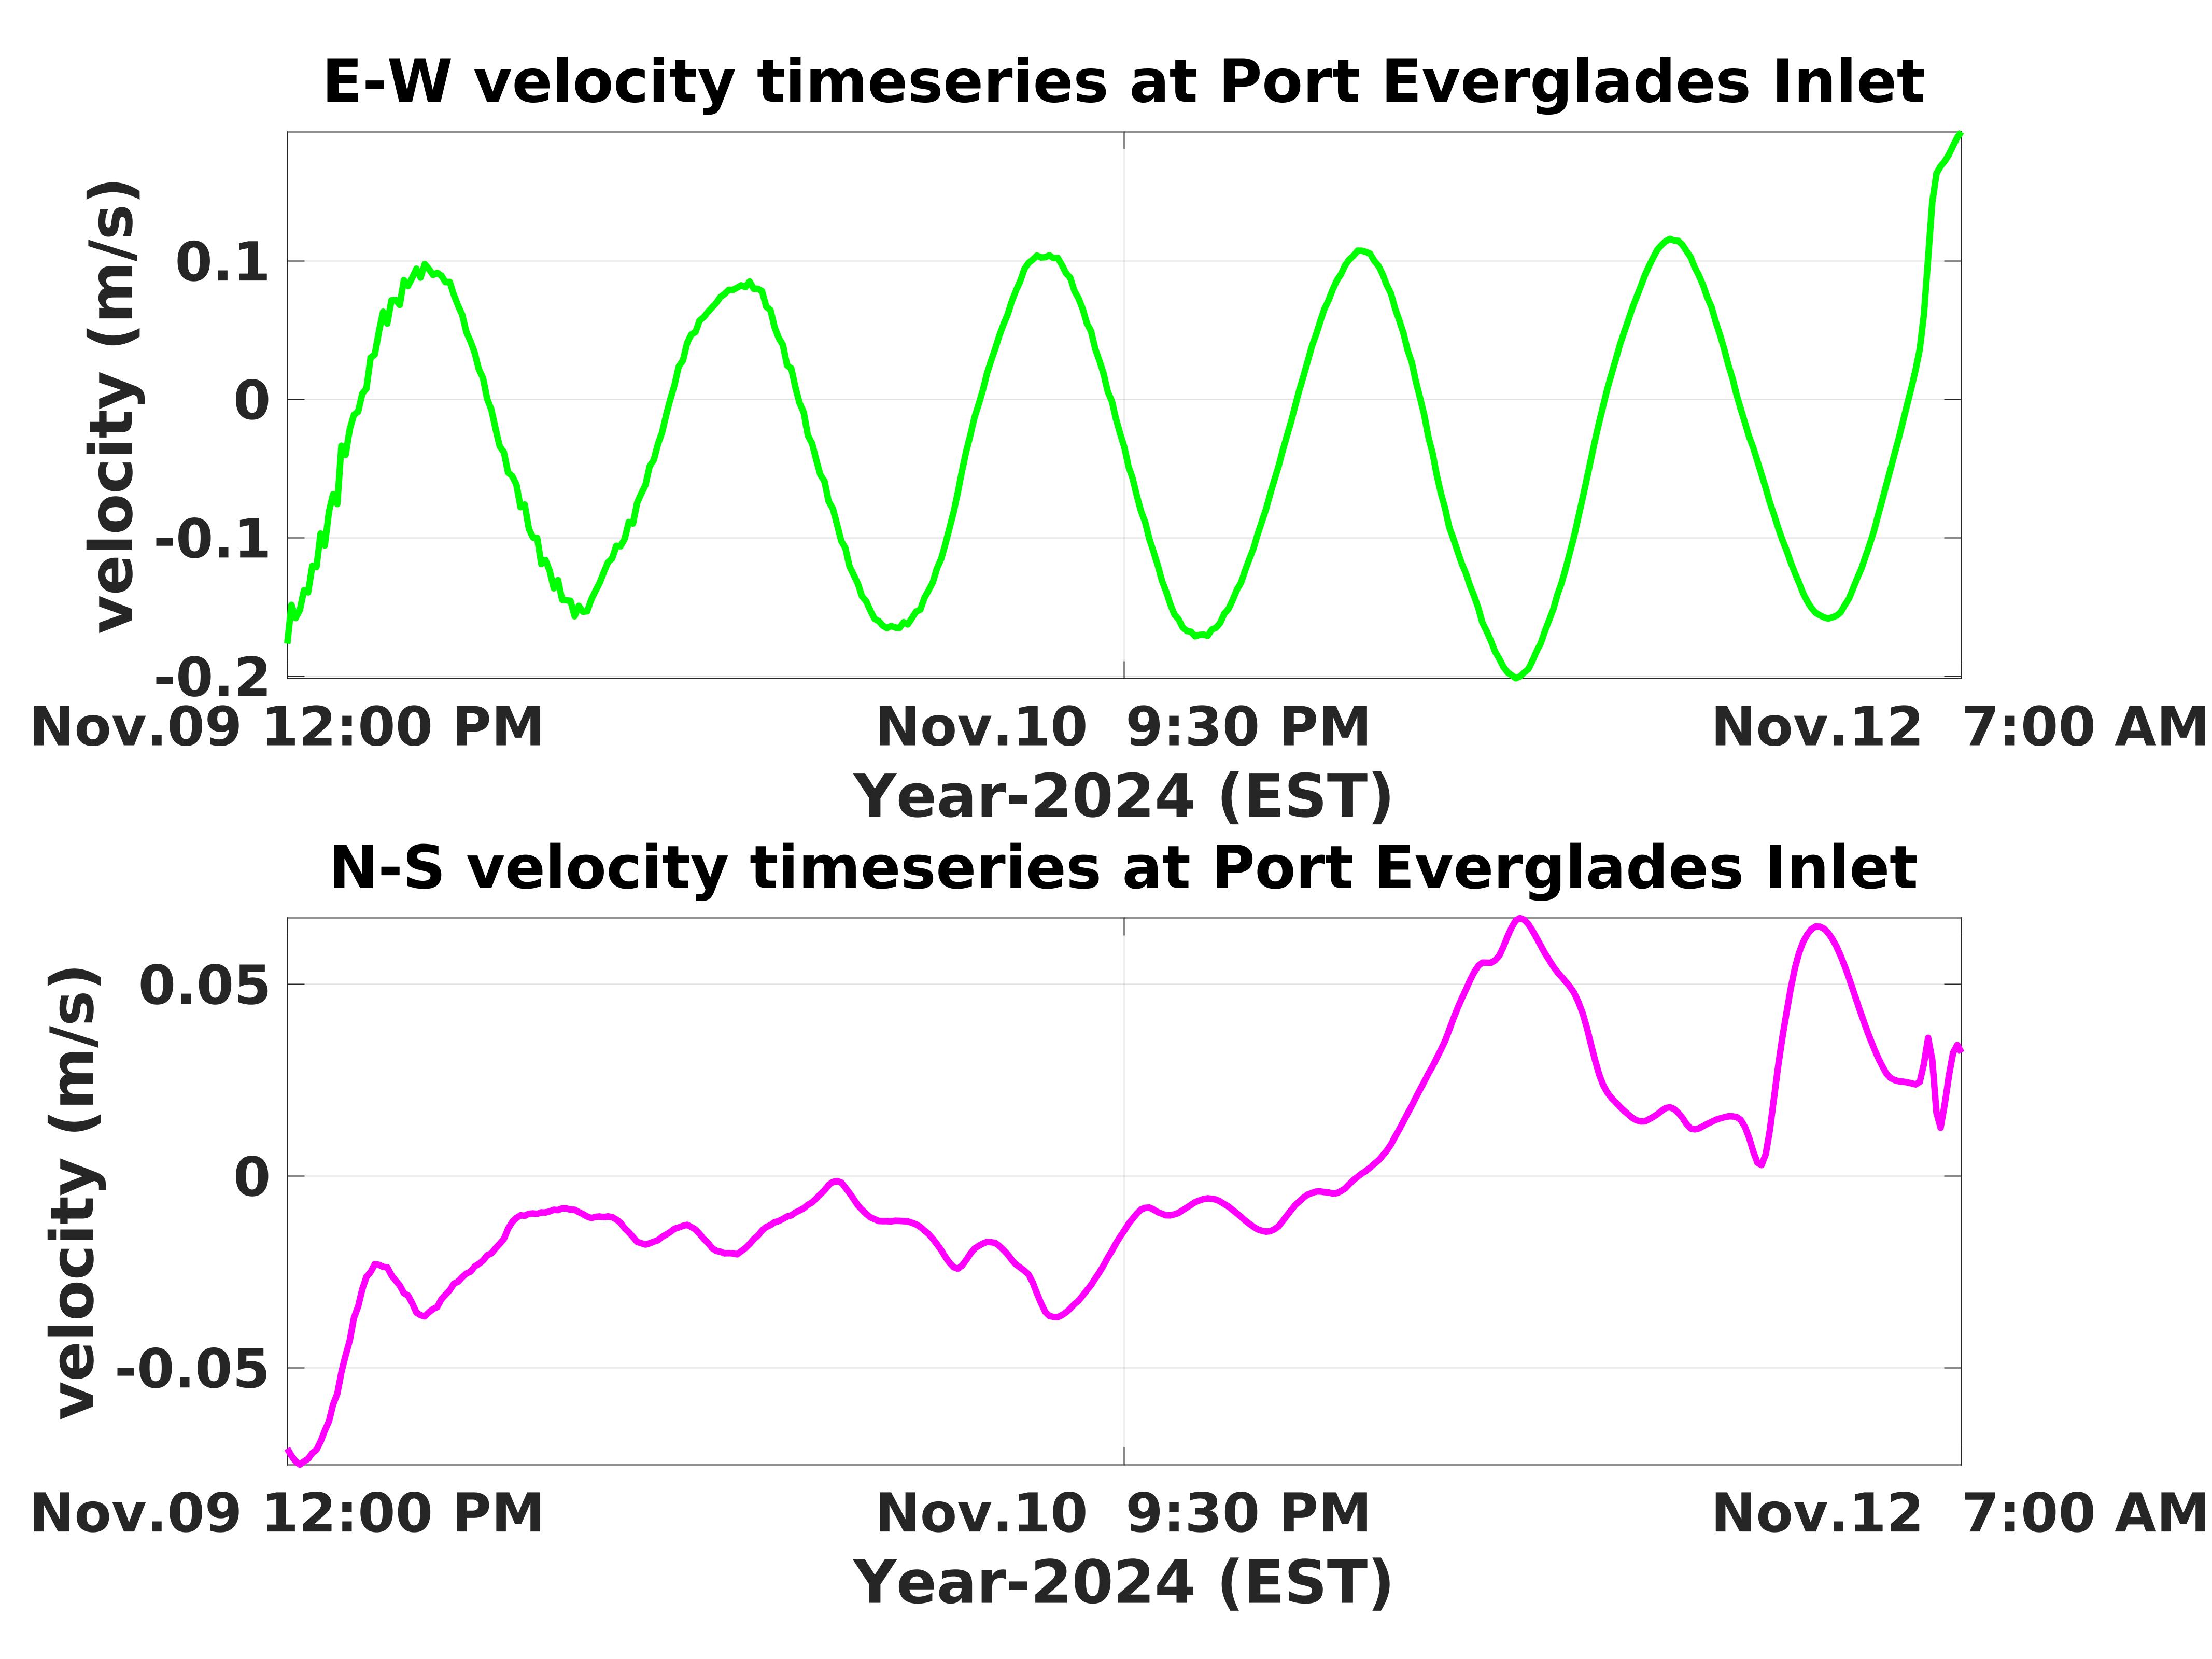 E-W velocity timeseries at Port Everglades Inlet
velocity (m/s)
0.1
0
-0.1
-0.2
Nov.09 12:00 PM Nov.10 9:30 PM Nov.12 7:00 AM
Year-2024 (EST)
N-S velocity timeseries at Port Everglades Inlet
velocity (m/s)
0.05
0
-0.05
Nov.09 12:00 PM Nov.10 9:30 PM Nov.12 7:00 AM
Year-2024 (EST)